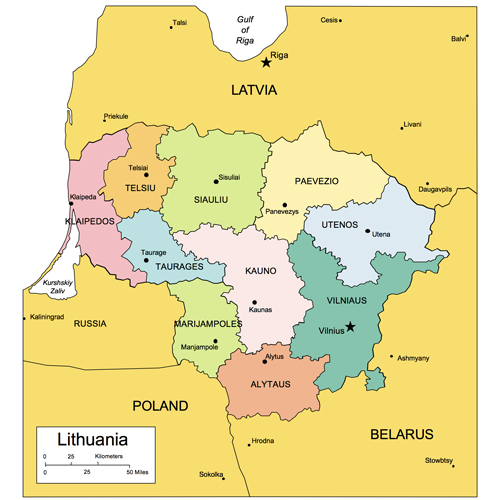 Talsi
Gulf
of
Riga
Cesis
Balvi
Riga
LATVIA
Priekule
Livani
Telsiai
TELSIU
Sisuliai
SIAULIU
PAEVEZIO
Daugavpils
Klaipeda
Panevezys
KLAIPEDOS
UTENOS
Utena
Taurage
TAURAGES
KAUNO
Kurshskiy
Zaliv
VILNIAUS
Kaunas
Kaliningrad
RUSSIA
MARIJAMPOLES
Vilnius
Manjampole
Alytus
Ashmyany
ALYTAUS
POLAND
BELARUS
Lithuania
0 25 Kilometers
0 25 50 Miles
Hrodna
Stowbtsy
Sokolka